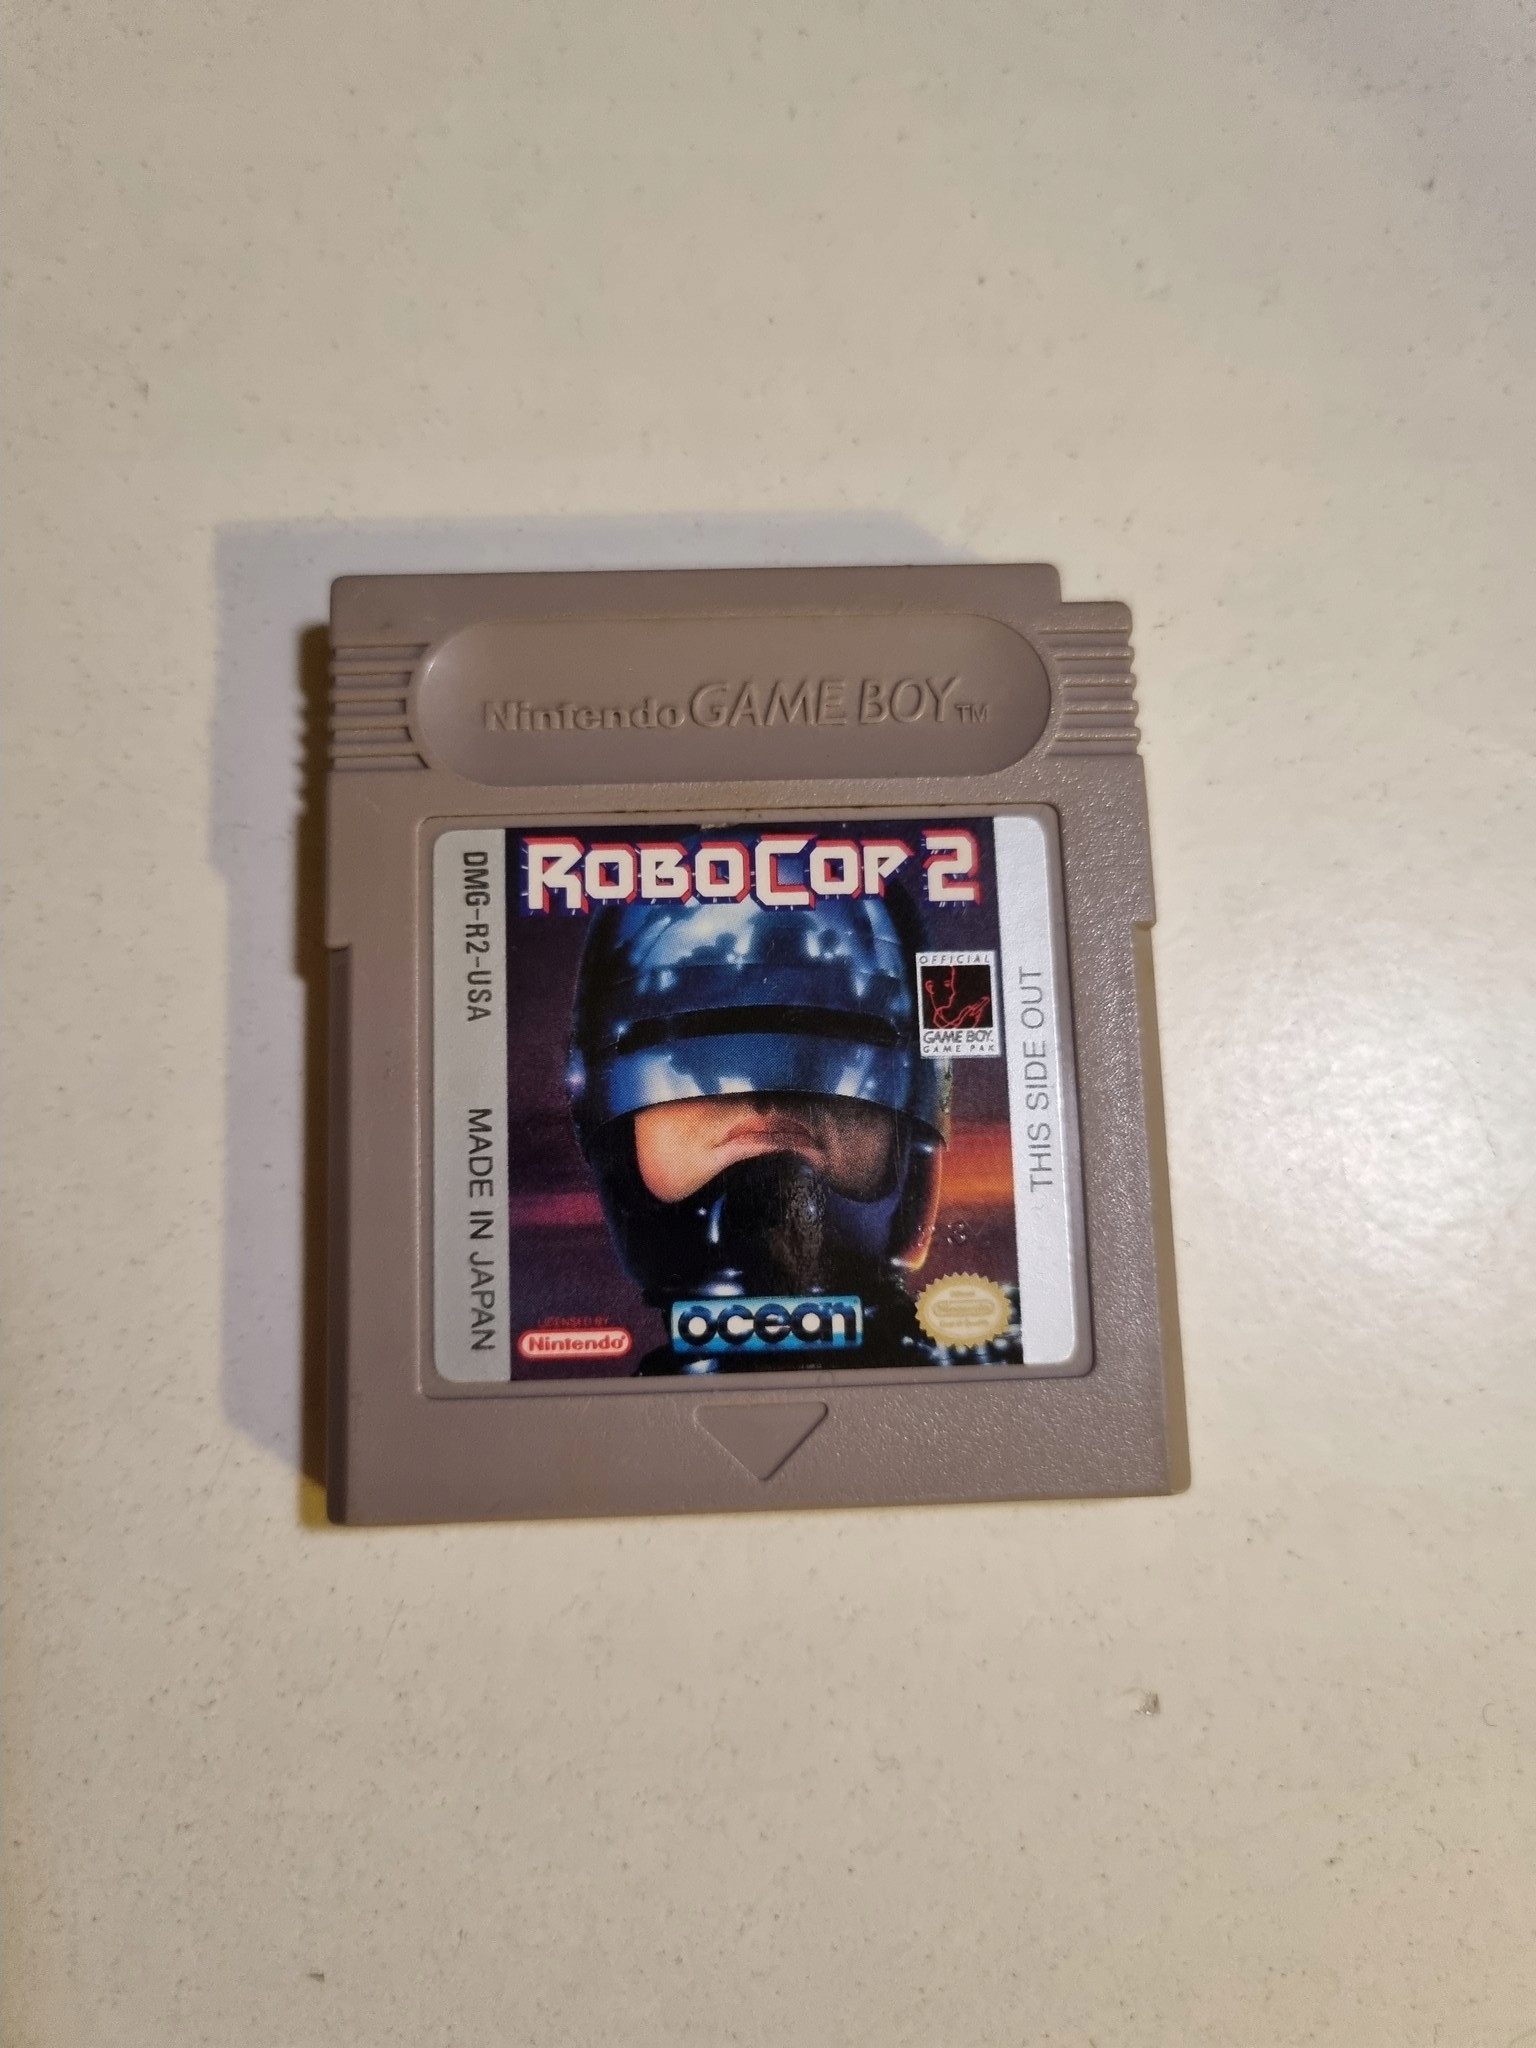 Nintendo GAME BOY TM
DMG-R2-USA MADE IN JAPAN
ROBOCOP 2
OFFICIAL
GAME BOY
GAME PAK
THIS SIDE OUT
LICENSED BY
Nintendo
ocean
Nintendo